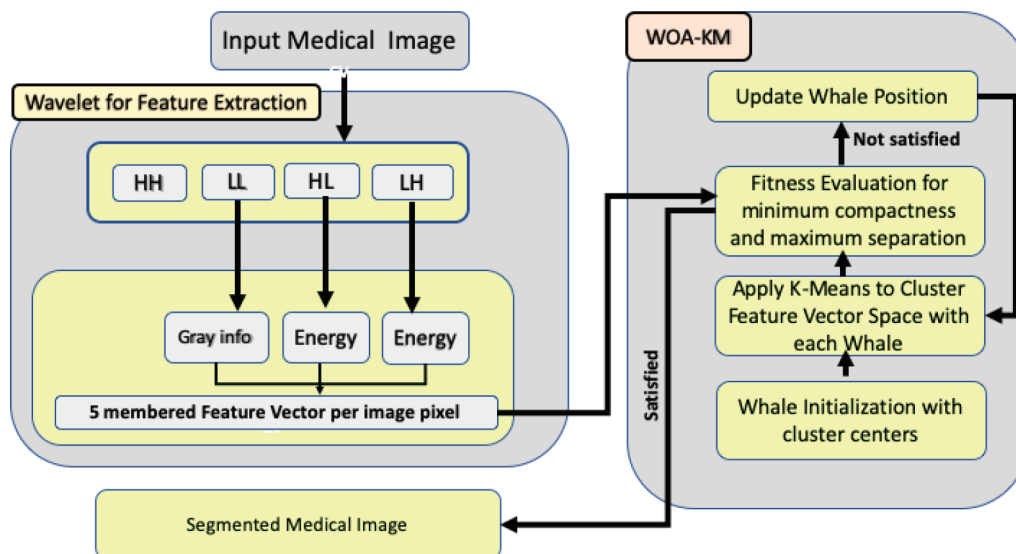 Input Medical Image
Wavelet for Feature Extraction
HH
LL
HL
LH
Gray info
Energy
Energy
5 membered Feature Vector per image pixel
Segmented Medical Image
WOA-KM
Update Whale Position
Not satisfied
Fitness Evaluation for
minimum compactness
and maximum separation
Apply K-Means to Cluster
Feature Vector Space with
each Whale
Whale Initialization with
cluster centers
Satisfied